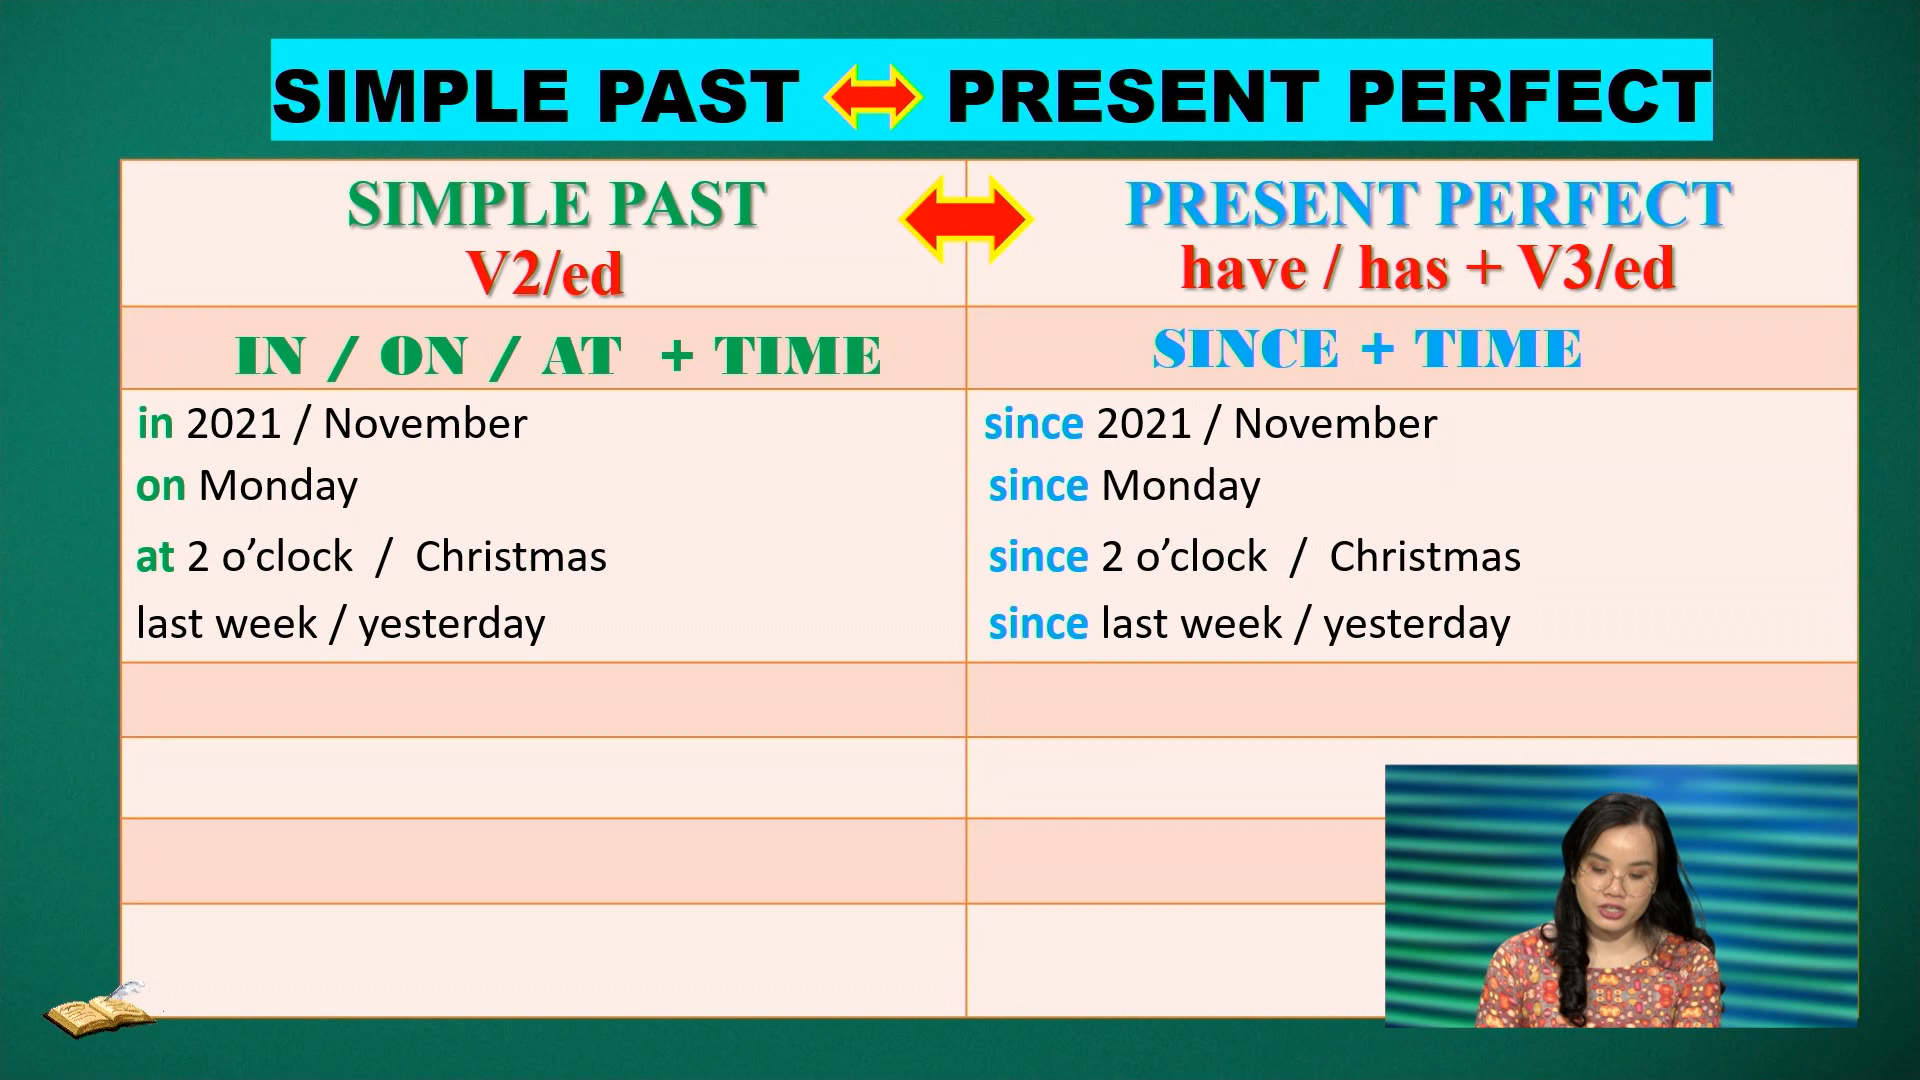 SIMPLE PAST PRESENT PERFECT
SIMPLE PAST
V2/ed
PRESENT PERFECT
have / has + V3/ed
IN / ON / AT + TIME
SINCE + TIME
in 2021 / November
on Monday
at 2 o’clock / Christmas
last week / yesterday
since 2021 / November
since Monday
since 2 o’clock / Christmas
since last week / yesterday